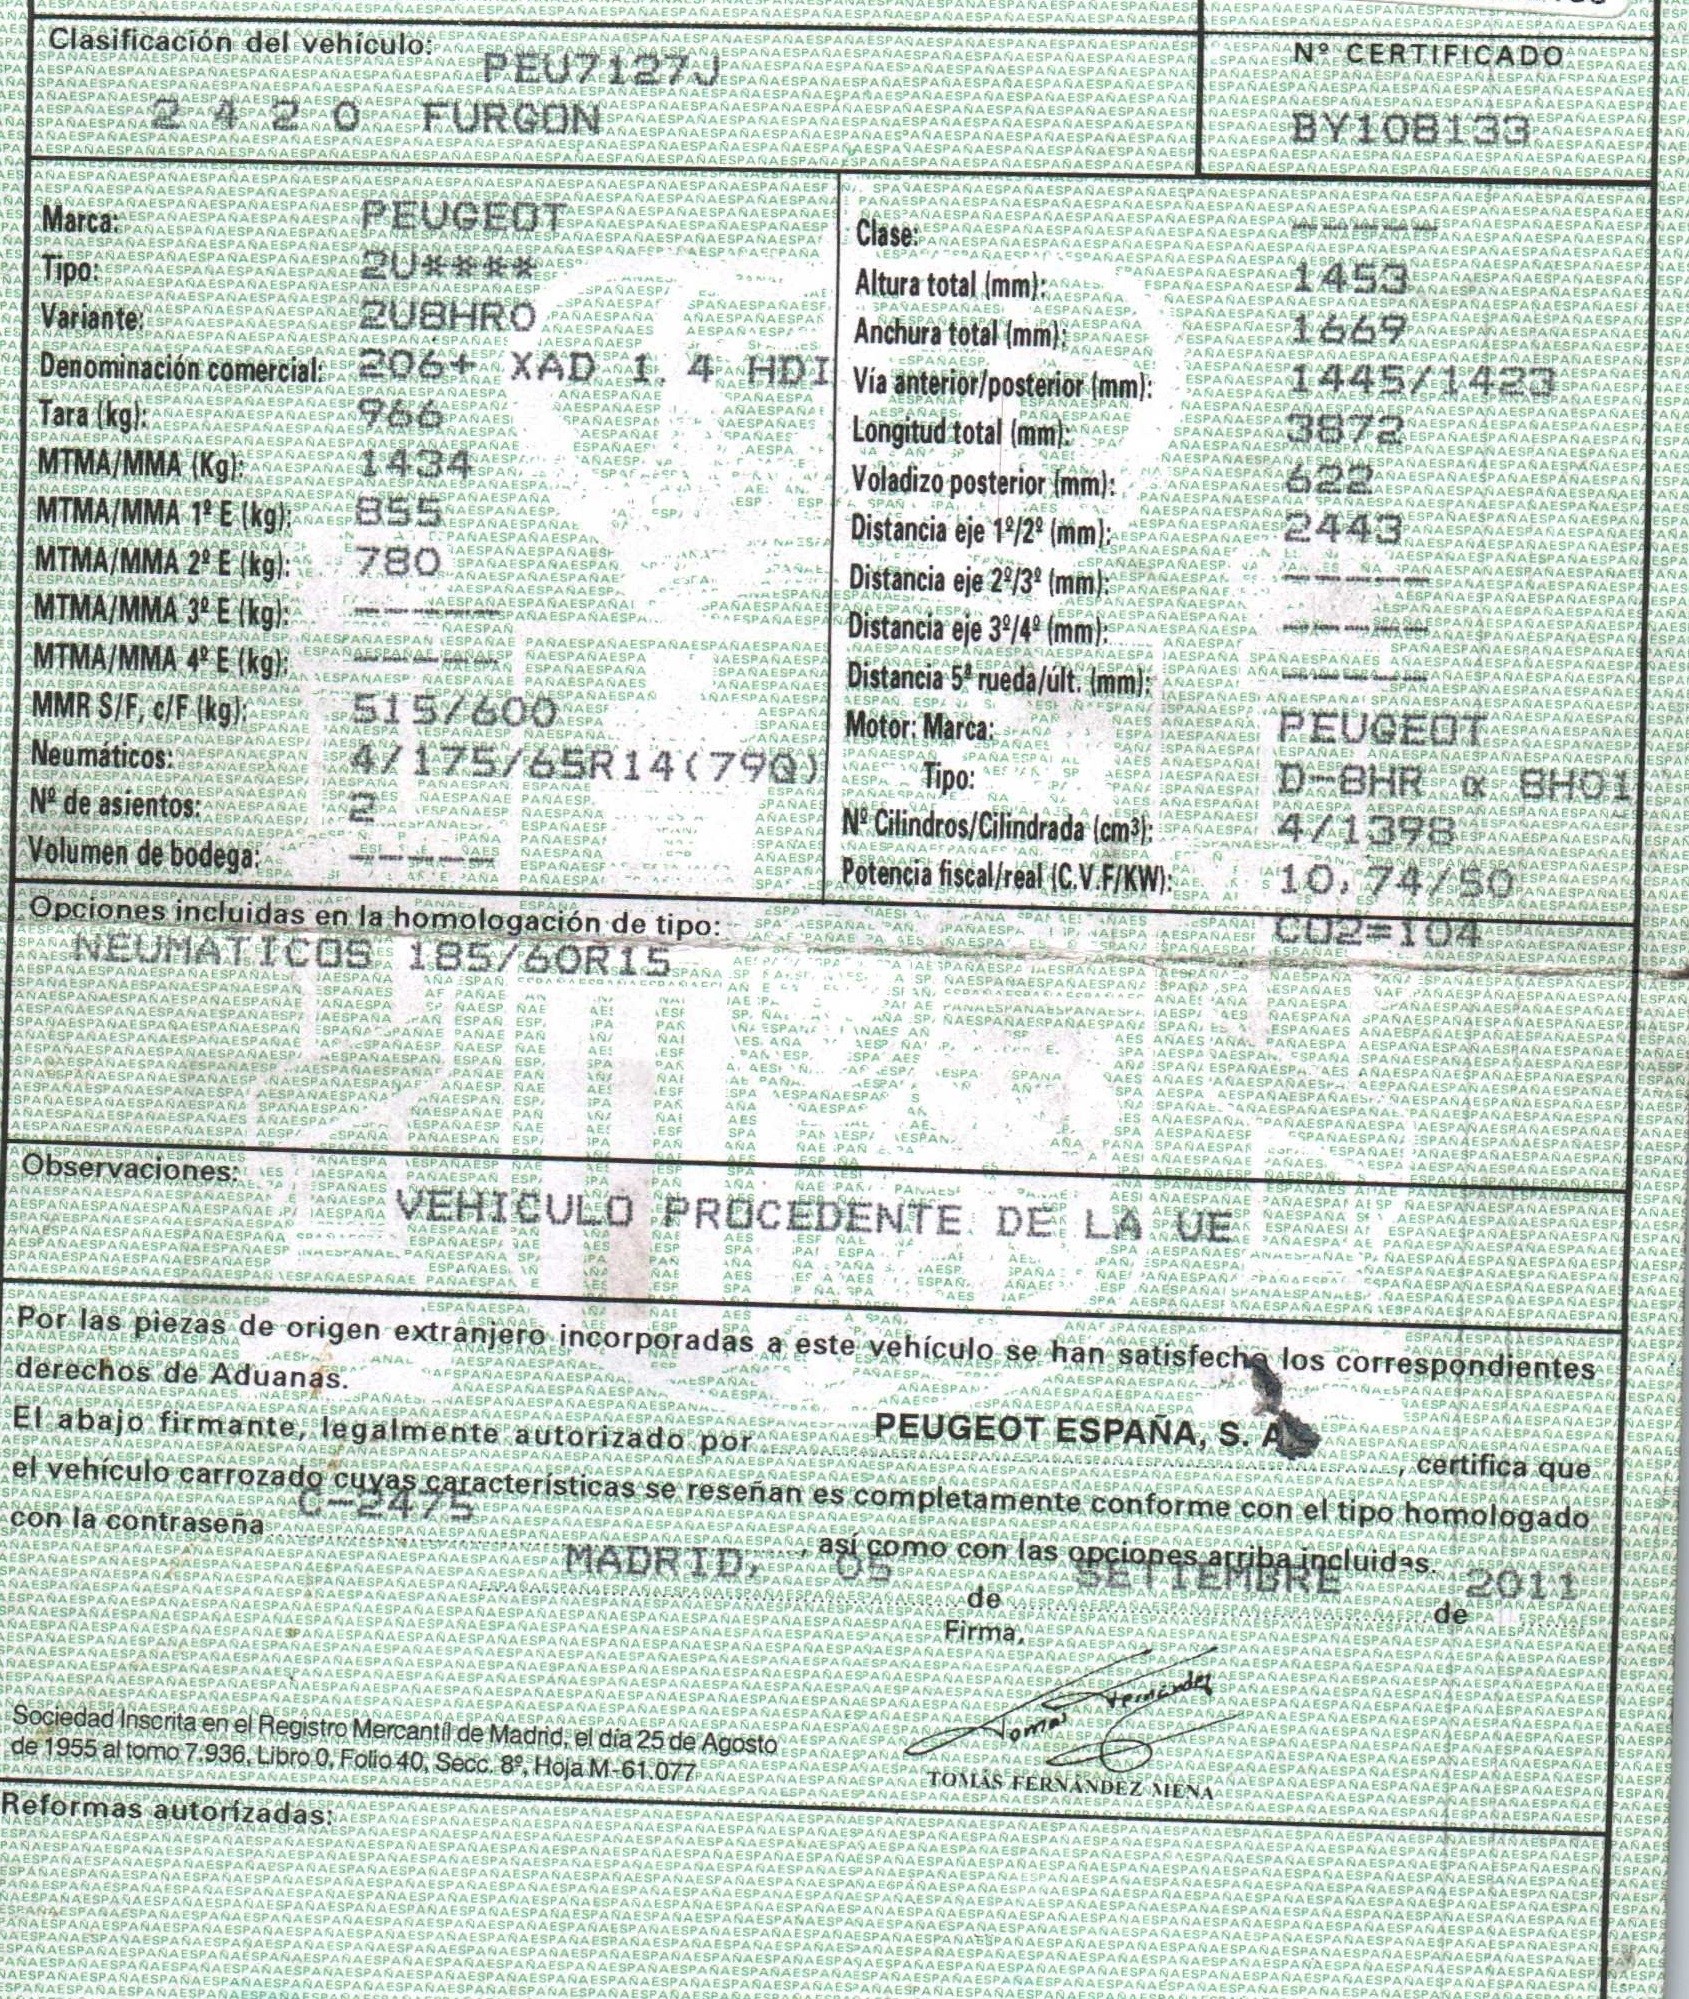 Clasificación del vehículo: PEU7127J
2 4 2 0 FURGON
Nº CERTIFICADO
BY108133
Marca: PEUGEOT
Tipo: 2U****
Variante: 2U8HR0
Denominación comercial: 206+ XAD 1.4 HDI
Tara (kg): 966
MTMA/MMA (Kg): 1434
MTMA/MMA 1º E (kg): 855
MTMA/MMA 2º E (kg): 780
MTMA/MMA 3º E (kg): -----
MTMA/MMA 4º E (kg): -----
MMR S/F, c/F (kg): 515/600
Neumáticos: 4/175/65R14(79Q)
Nº de asientos: 2
Volumen de bodega: -----
Clase: -----
Altura total (mm): 1453
Anchura total (mm): 1669
Vía anterior/posterior (mm): 1445/1423
Longitud total (mm): 3872
Voladizo posterior (mm): 622
Distancia eje 1º/2º (mm): 2443
Distancia eje 2º/3º (mm): -----
Distancia eje 3º/4º (mm): -----
Distancia 5ª rueda/últ. (mm): -----
Motor: Marca: PEUGEOT
Tipo: D-8HR α 8H01
Nº Cilindros/Cilindrada (cm³): 4/1398
Potencia fiscal/real (C.V.F/KW): 10,74/50
CO2=104
Opciones incluidas en la homologación de tipo:
NEUMATICOS 185/60R15
Observaciones:
VEHICULO PROCEDENTE DE LA UE
Por las piezas de origen extranjero incorporadas a este vehículo se han satisfecho los correspondientes
derechos de Aduanas.
El abajo firmante, legalmente autorizado por PEUGEOT ESPAÑA, S. A., certifica que
el vehículo carrozado cuyas características se reseñan es completamente conforme con el tipo homologado
con la contraseña C-2475, así como con las opciones arriba incluidas.
MADRID, 05 de SETIEMBRE de 2011
Firma,
Tomás Fernández
TOMÁS FERNÁNDEZ MENA
Sociedad Inscrita en el Registro Mercantíl de Madrid, el día 25 de Agosto
de 1955 al tomo 7.936, Libro 0, Folio 40, Secc. 8ª, Hoja M-61.077
Reformas autorízadas: